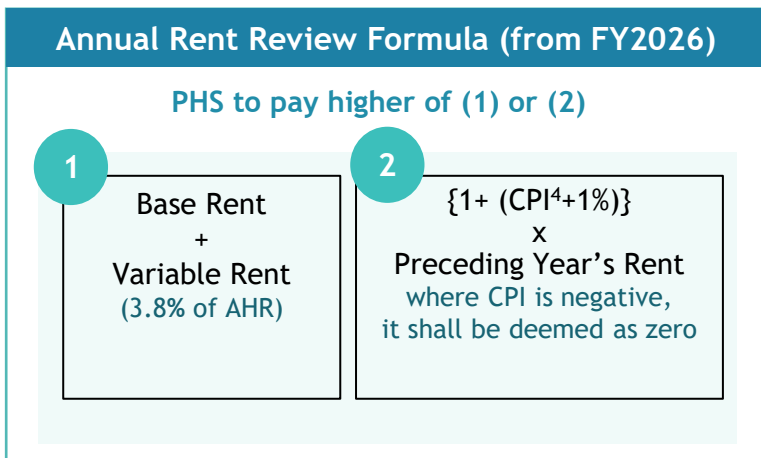 Annual Rent Review Formula (from FY2026)
PHS to pay higher of (1) or (2)
1
Base Rent
+
Variable Rent
(3.8% of AHR)
2
{1+ (CPI⁴+1%)}
x
Preceding Year’s Rent
where CPI is negative,
it shall be deemed as zero